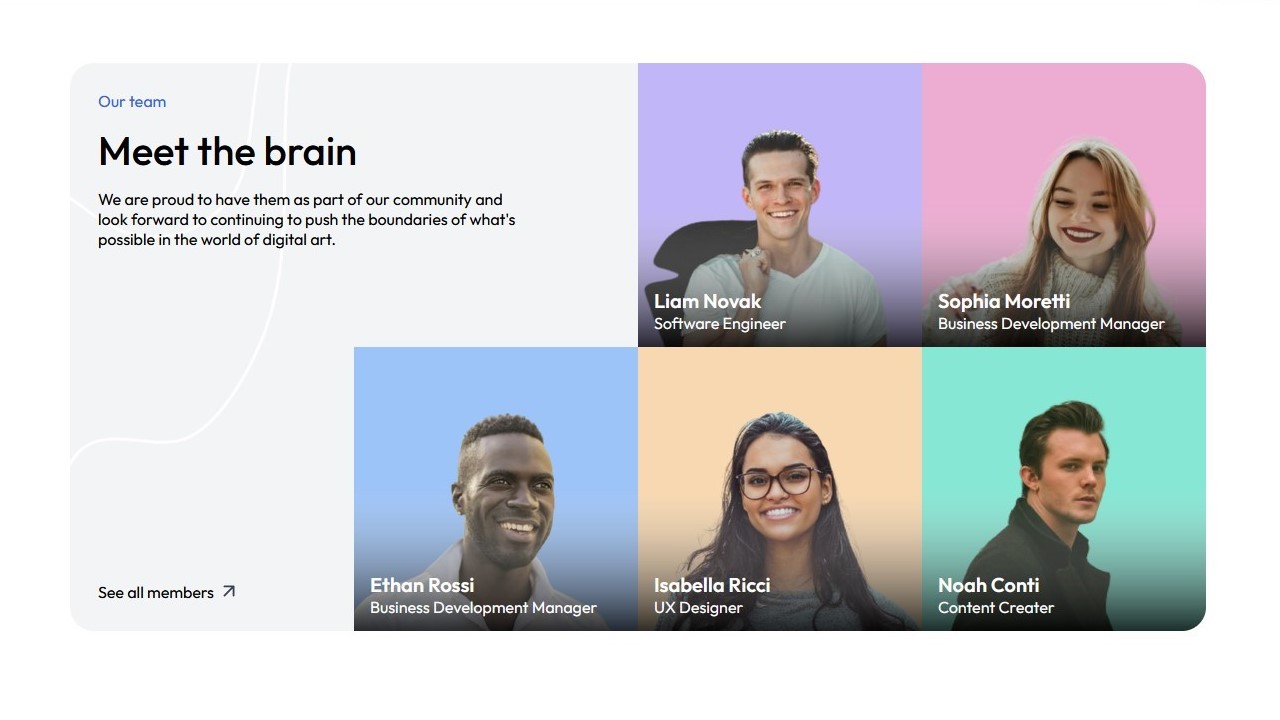 Our team
Meet the brain
We are proud to have them as part of our community and
look forward to continuing to push the boundaries of what's
possible in the world of digital art.
Liam Novak
Software Engineer
Sophia Moretti
Business Development Manager
See all members
Ethan Rossi
Business Development Manager
Isabella Ricci
UX Designer
Noah Conti
Content Creater